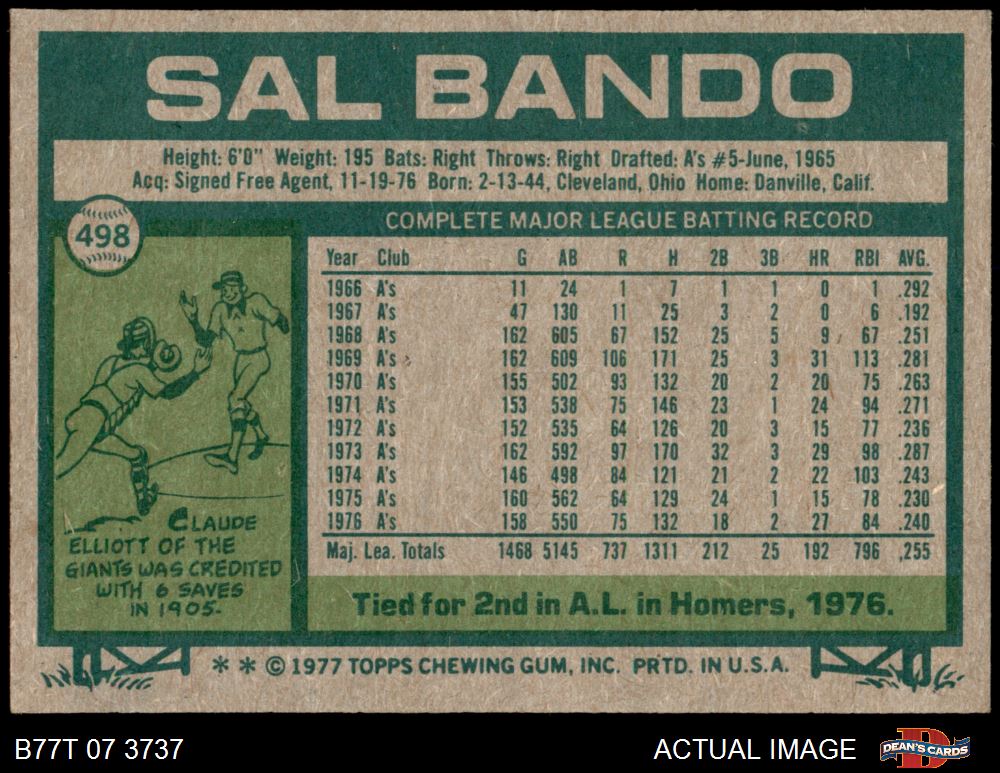 SAL BANDO
Height: 6'0" Weight: 195 Bats: Right Throws: Right Drafted: A's #5-June, 1965
Acq: Signed Free Agent, 11-19-76 Born: 2-13-44, Cleveland, Ohio Home: Danville, Calif.
498
COMPLETE MAJOR LEAGUE BATTING RECORD
Year Club G AB R H 2B 3B HR RBI AVG.
1966 A's 11 24 1 7 1 1 0 1 .292
1967 A's 47 130 11 25 3 2 0 6 .192
1968 A's 162 605 67 152 25 5 9 67 .251
1969 A's 162 609 106 171 25 3 31 113 .281
1970 A's 155 502 93 132 20 2 20 75 .263
1971 A's 153 538 75 146 23 1 24 94 .271
1972 A's 152 535 64 126 20 3 15 77 .236
1973 A's 162 592 97 170 32 3 29 98 .287
1974 A's 146 498 84 121 21 2 22 103 .243
1975 A's 160 562 64 129 24 1 15 78 .230
1976 A's 158 550 75 132 18 2 27 84 .240
Maj. Lea. Totals 1468 5145 737 1311 212 25 192 796 .255
CLAUDE
ELLIOTT OF THE
GIANTS WAS CREDITED
WITH 6 SAVES
IN 1905.
Tied for 2nd in A.L. in Homers, 1976.
* * © 1977 TOPPS CHEWING GUM, INC. PRTD. IN U.S.A.
B77T 07 3737
ACTUAL IMAGE
DEAN'S CARDS